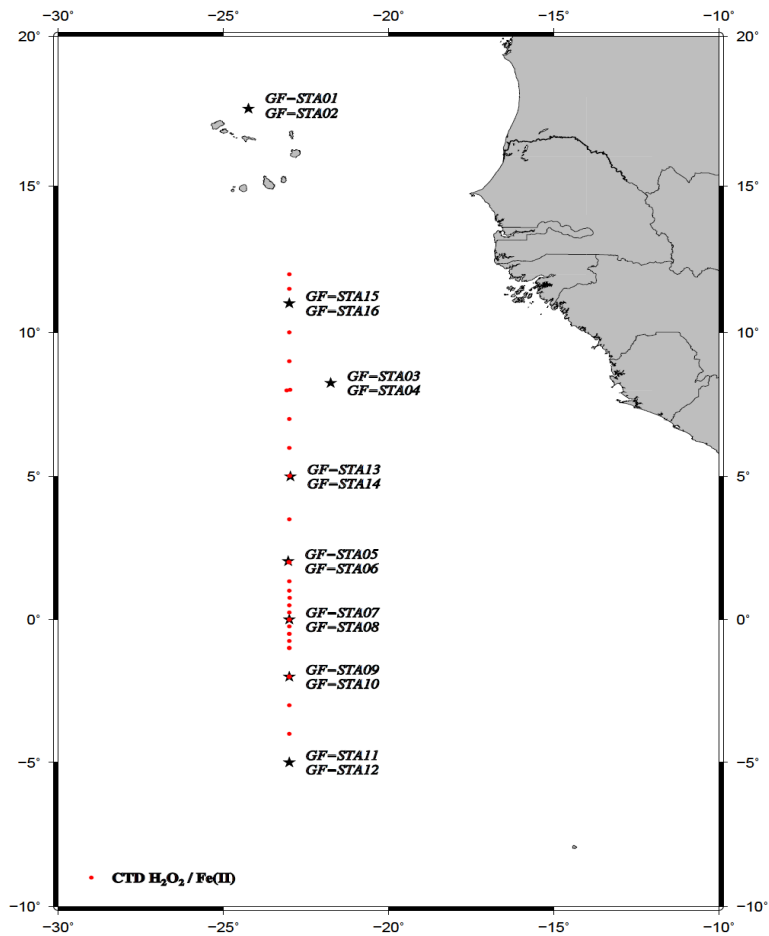 −30° −25° −20° −15° −10°
20° 20°
GF−STA01
GF=STA02
15° 15°
GF=STA15
GF−STA16
10° 10°
GF=STA03
GF=STA04
GF−STA13
5° 5°
GF−STA14
GF−STA05
GF=STA06
GF=STA07
0° 0°
GF=STA08
GF=STA09
GF=STA10
GF=STA11
−5° −5°
GF−STA12
CTD H₂O₂ / Fe(II)
−10° −10°
−30° −25° −20° −15° −10°